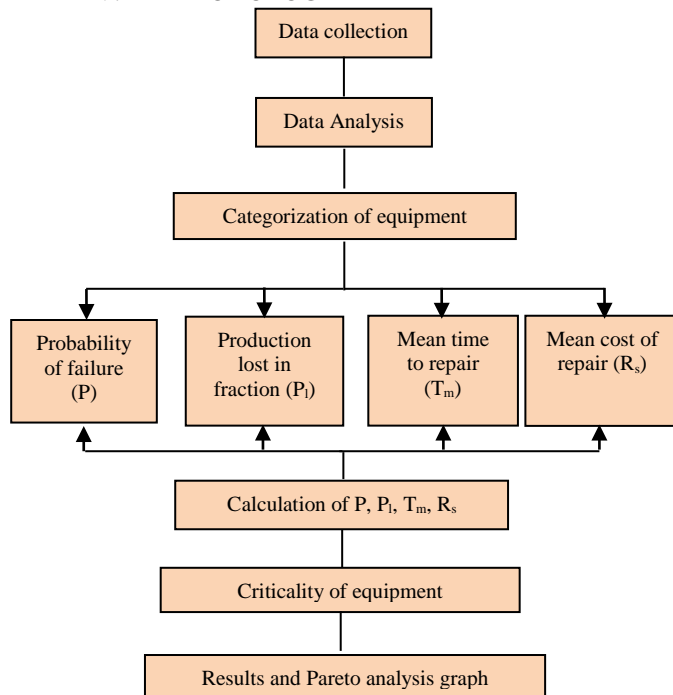 Data collection
Data Analysis
Categorization of equipment
Probability
of failure
(P)
Production
lost in
fraction (Pₗ)
Mean time
to repair
(Tₘ)
Mean cost of
repair (Rₛ)
Calculation of P, Pₗ, Tₘ, Rₛ
Criticality of equipment
Results and Pareto analysis graph